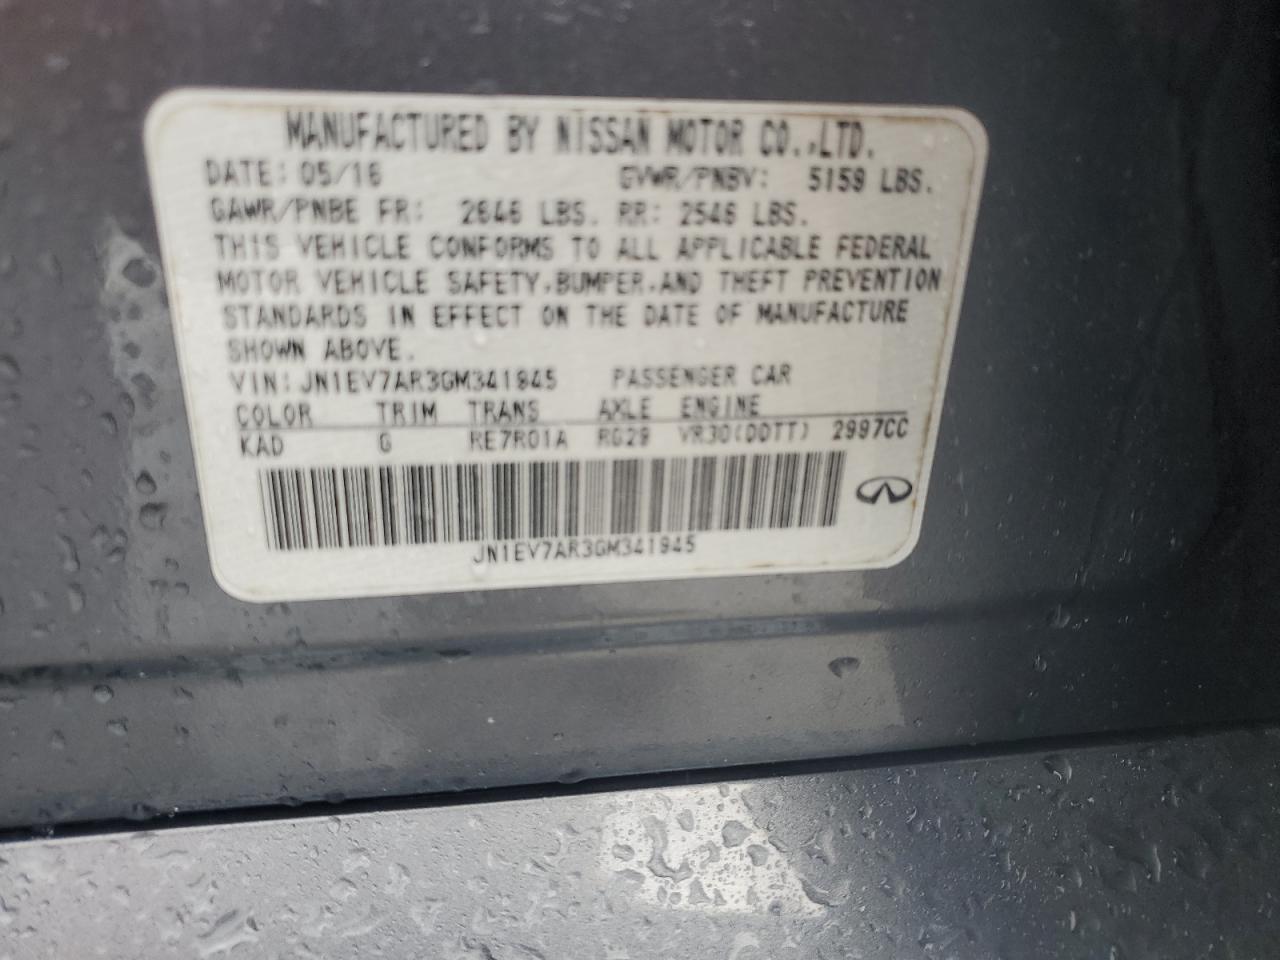 MANUFACTURED BY NISSAN MOTOR CO.,LTD.
DATE: 05/16 GVWR/PNBV: 5159 LBS.
GAWR/PNBE FR: 2646 LBS. RR: 2546 LBS.
THIS VEHICLE CONFORMS TO ALL APPLICABLE FEDERAL
MOTOR VEHICLE SAFETY,BUMPER,AND THEFT PREVENTION
STANDARDS IN EFFECT ON THE DATE OF MANUFACTURE
SHOWN ABOVE.
VIN: JN1EV7AR3GM341945 PASSENGER CAR
COLOR TRIM TRANS AXLE ENGINE
KAD G RE7R01A RG29 VR30(DDTT) 2997CC
JN1EV7AR3GM341945